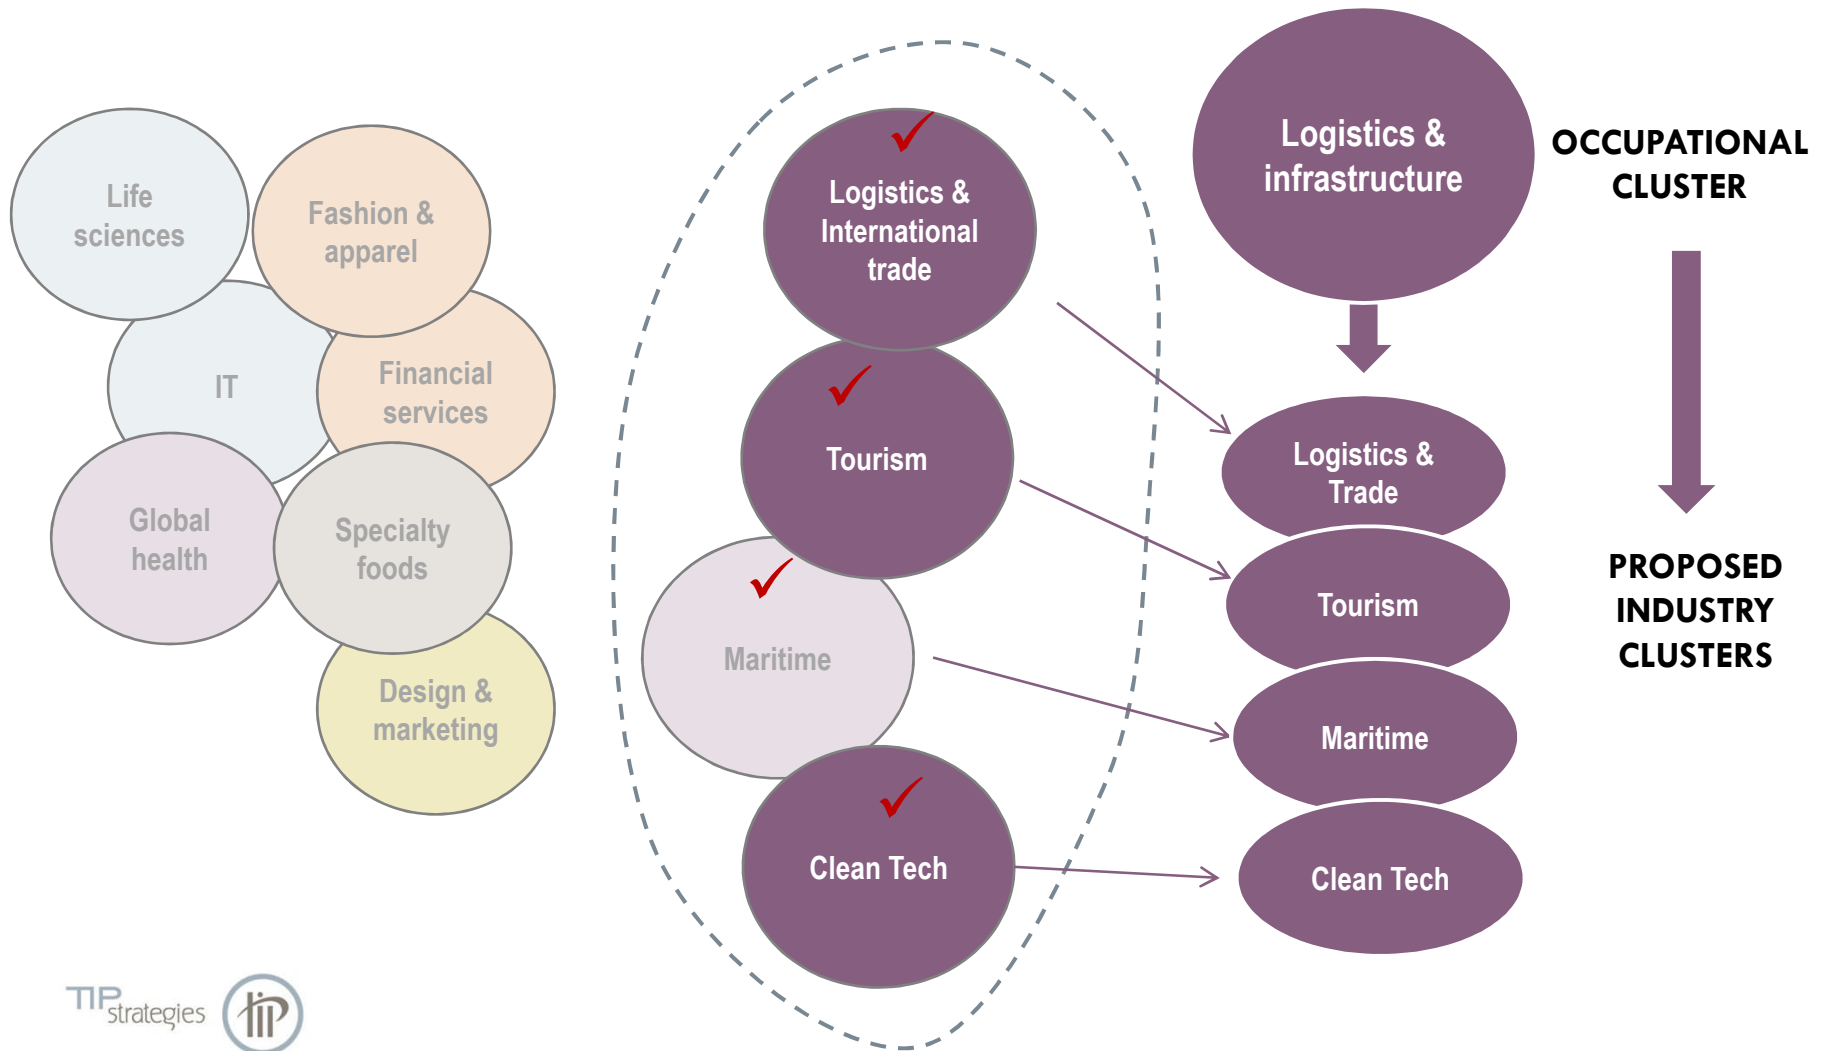 Life
sciences
Fashion &
apparel
IT
Financial
services
Global
health
Specialty
foods
Design &
marketing
Logistics &
International
trade
Tourism
Maritime
Clean Tech
Logistics &
infrastructure
Logistics &
Trade
Tourism
Maritime
Clean Tech
OCCUPATIONAL
CLUSTER
PROPOSED
INDUSTRY
CLUSTERS
TIP
strategies
tip